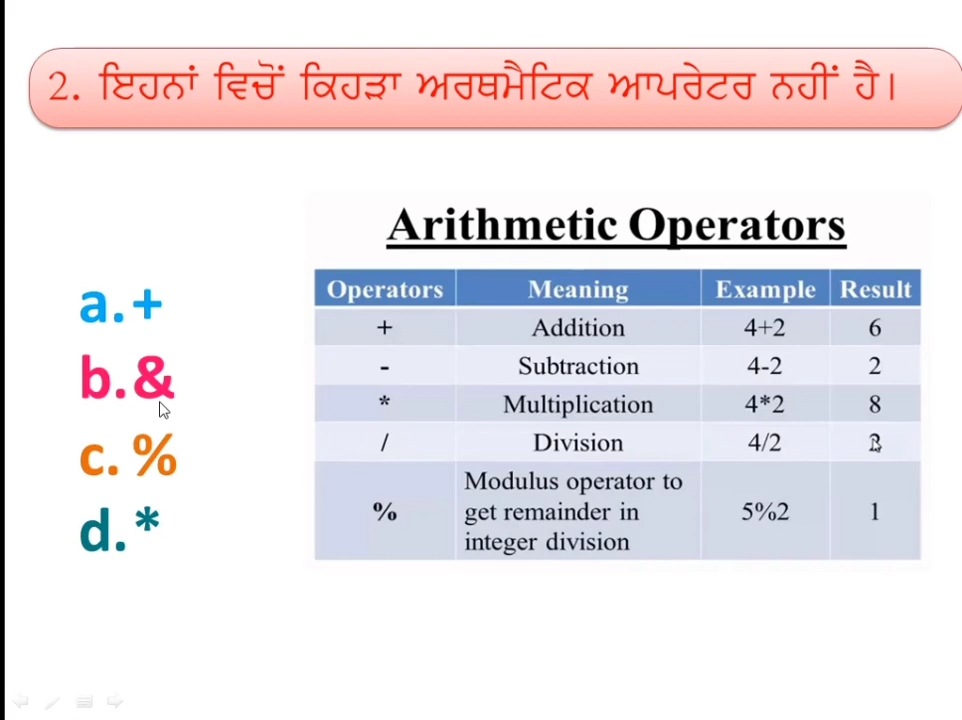 2. ਇਹਨਾਂ ਵਿਚੋਂ ਕਿਹੜਾ ਅਰਥਮੈਟਿਕ ਆਪਰੇਟਰ ਨਹੀਂ ਹੈ।
a. +
b. &
c. %
d. *
Arithmetic Operators
Operators Meaning Example Result
+ Addition 4+2 6
- Subtraction 4-2 2
* Multiplication 4*2 8
/ Division 4/2 2
% Modulus operator to get remainder in integer division 5%2 1